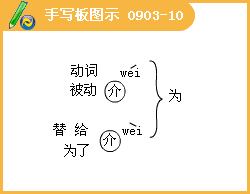 手写板图示 0903-10
动词 wéi
被动 介
为
替 给 wèi
为了 介